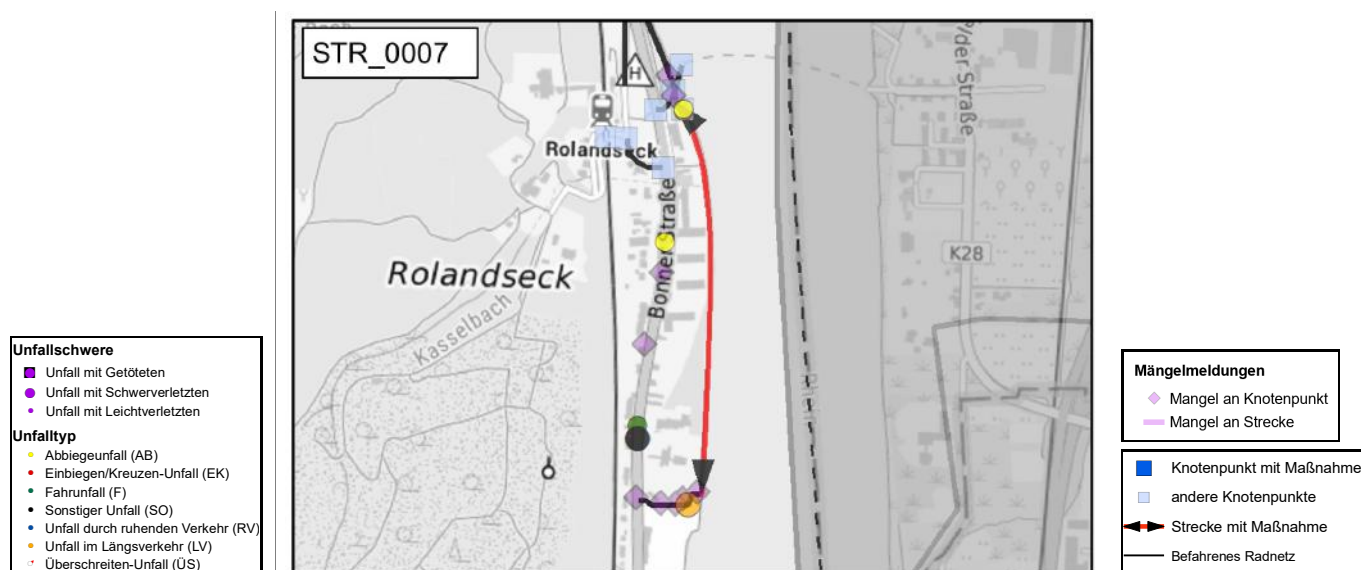 STR_0007
H
/der Straße
Rolandseck
Bonner Straße
K28
Rolandseck
Kasselbach
Rhein
Unfallschwere
Unfall mit Getöteten
Unfall mit Schwerverletzten
Unfall mit Leichtverletzten
Unfalltyp
Abbiegeunfall (AB)
Einbiegen/Kreuzen-Unfall (EK)
Fahrunfall (F)
Sonstiger Unfall (SO)
Unfall durch ruhenden Verkehr (RV)
Unfall im Längsverkehr (LV)
Überschreiten-Unfall (ÜS)
Mängelmeldungen
Mangel an Knotenpunkt
Mangel an Strecke
Knotenpunkt mit Maßnahme
andere Knotenpunkte
Strecke mit Maßnahme
Befahrenes Radnetz